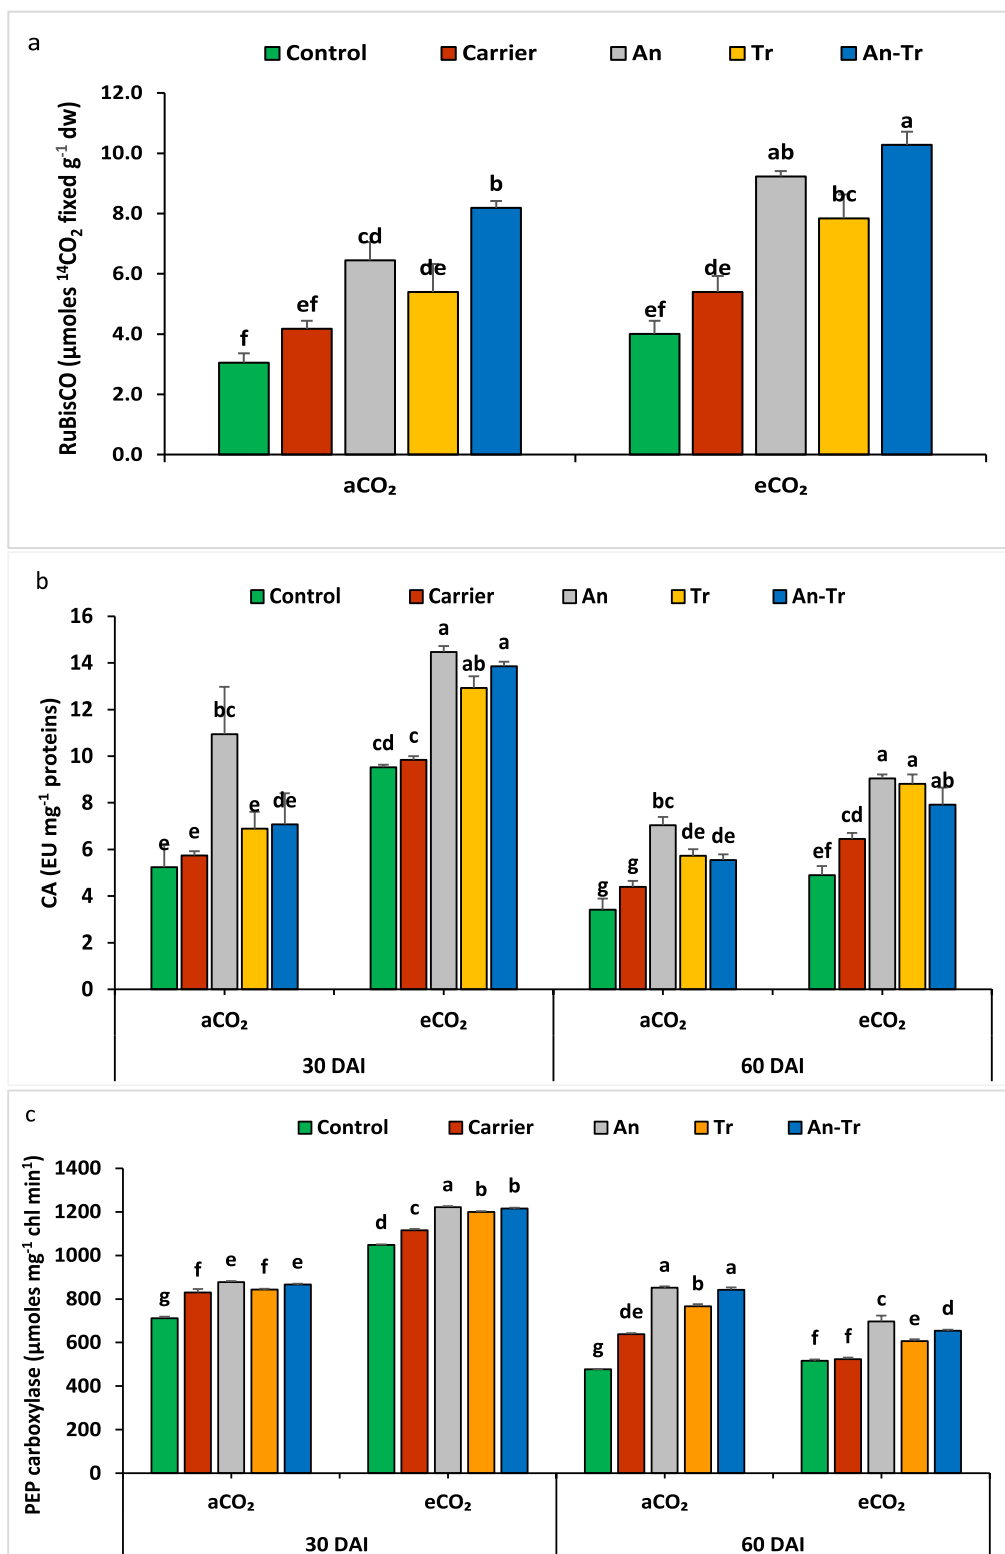 a
Control Carrier An Tr An-Tr
RuBisCO (µmoles ¹⁴CO₂ fixed g⁻¹ dw)
12.0
10.0
8.0
6.0
4.0
2.0
0.0
f ef cd de b ef de ab bc a
aCO₂ eCO₂
b
Control Carrier An Tr An-Tr
CA (EU mg⁻¹ proteins)
16
14
12
10
8
6
4
2
0
e e bc e de cd c a ab a g g bc de de ef cd a a ab
aCO₂ eCO₂ aCO₂ eCO₂
30 DAI 60 DAI
c
Control Carrier An Tr An-Tr
PEP carboxylase (µmoles mg⁻¹ chl min¹)
1400
1200
1000
800
600
400
200
0
g f e f e d c a b b g de a b a f f c e d
aCO₂ eCO₂ aCO₂ eCO₂
30 DAI 60 DAI